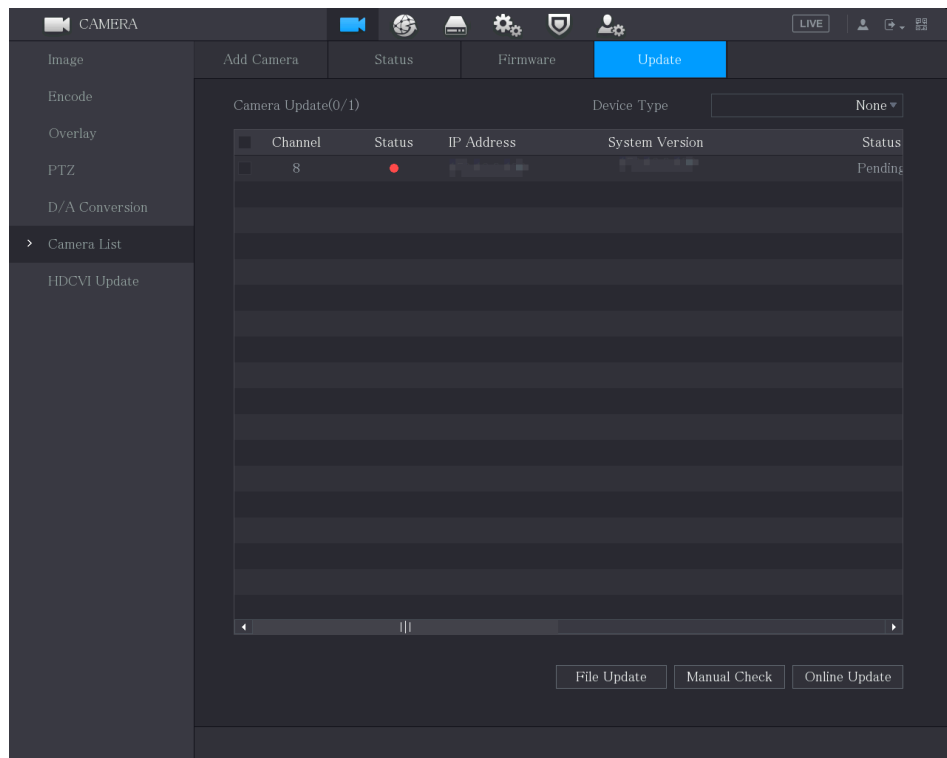 CAMERA
LIVE
Image
Encode
Overlay
PTZ
D/A Conversion
Camera List
HDCVI Update
Add Camera Status Firmware Update
Camera Update(0/1) Device Type None
Channel Status IP Address System Version Status
8 Pending
File Update Manual Check Online Update